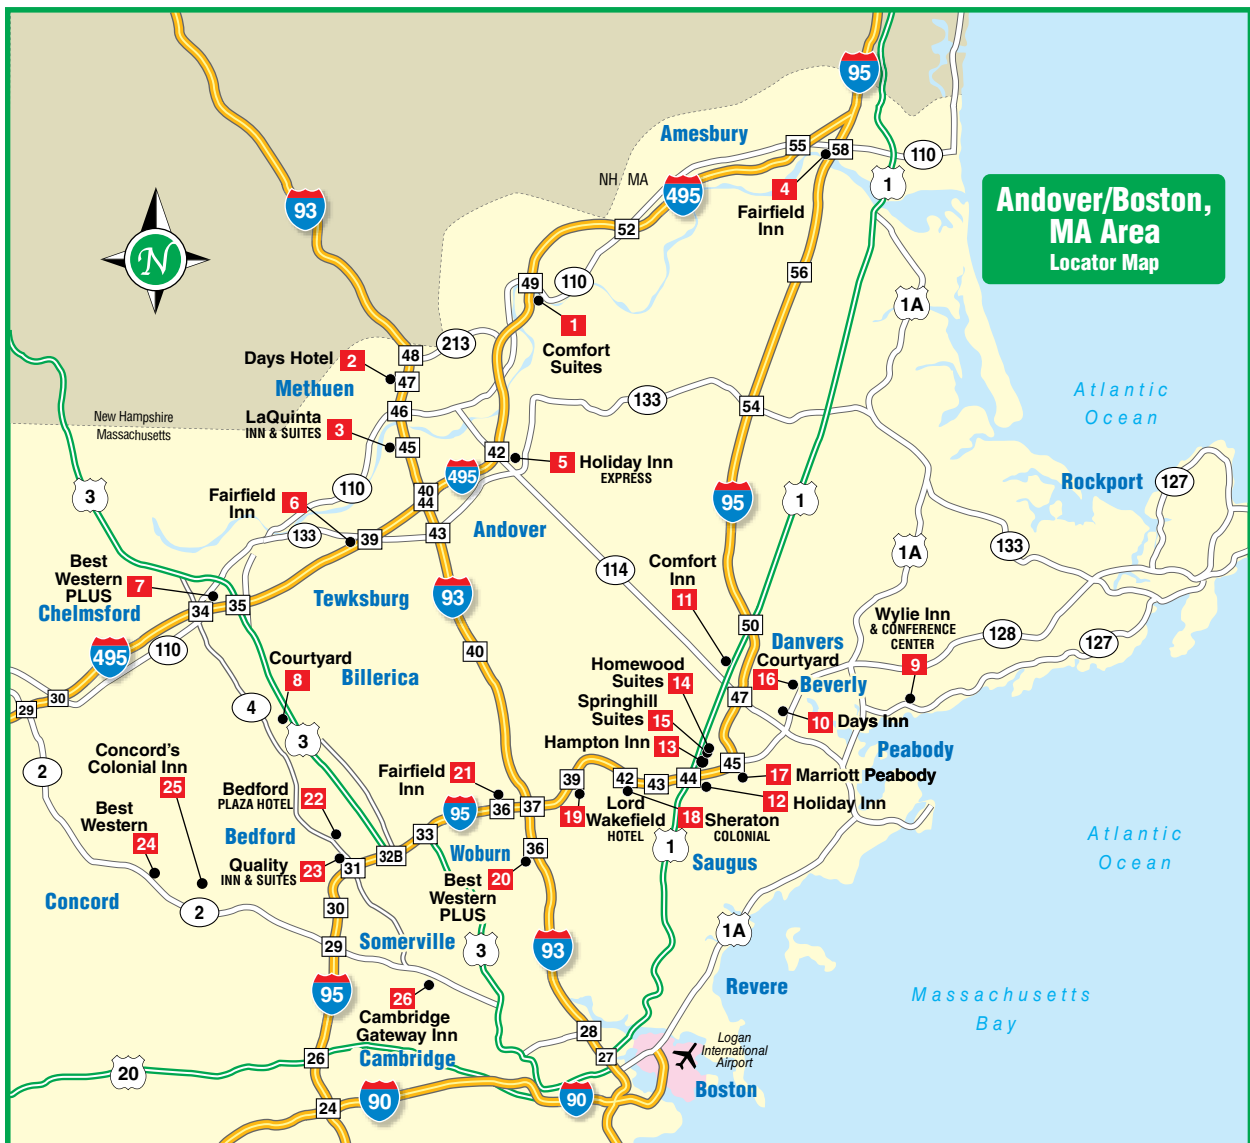 95
Amesbury
55
58
110
NH
MA
495
4
Fairfield
Inn
1
Andover/Boston,
MA Area
Locator Map
93
N
52
49
110
56
1A
1
Comfort
Suites
213
48
Days Hotel
2
47
Methuen
Atlantic
Ocean
New Hampshire
Massachusetts
46
133
54
LaQuinta
INN & SUITES
3
45
42
5
Holiday Inn
EXPRESS
495
Rockport
127
3
110
40
44
Fairfield
Inn
6
95
1
133
39
43
Andover
1A
133
Best
Western
PLUS
7
114
Comfort
Inn
11
Chelmsford
34
35
Tewksburg
93
50
Danvers
Wylie Inn
& CONFERENCE
CENTER
9
128
127
495
110
40
Courtyard
8
Billerica
Homewood
Suites
14
Courtyard
16
Beverly
29
30
4
3
Springhill
Suites
15
47
10
Days Inn
Peabody
2
Concord's
Colonial Inn
25
Hampton Inn
13
45
17
Marriott Peabody
Fairfield
Inn
21
39
42
43
44
12
Holiday Inn
Bedford
PLAZA HOTEL
22
95
36
37
19
Lord
Wakefield
HOTEL
18
Sheraton
COLONIAL
Best
Western
24
Bedford
33
32B
Woburn
36
1
Saugus
Atlantic
Ocean
Quality
INN & SUITES
23
31
Best
Western
PLUS
20
Concord
2
30
1A
29
Somerville
3
93
95
26
Cambridge
Gateway Inn
Revere
Massachusetts
Bay
28
Logan
International
Airport
20
26
Cambridge
27
Boston
24
90
90